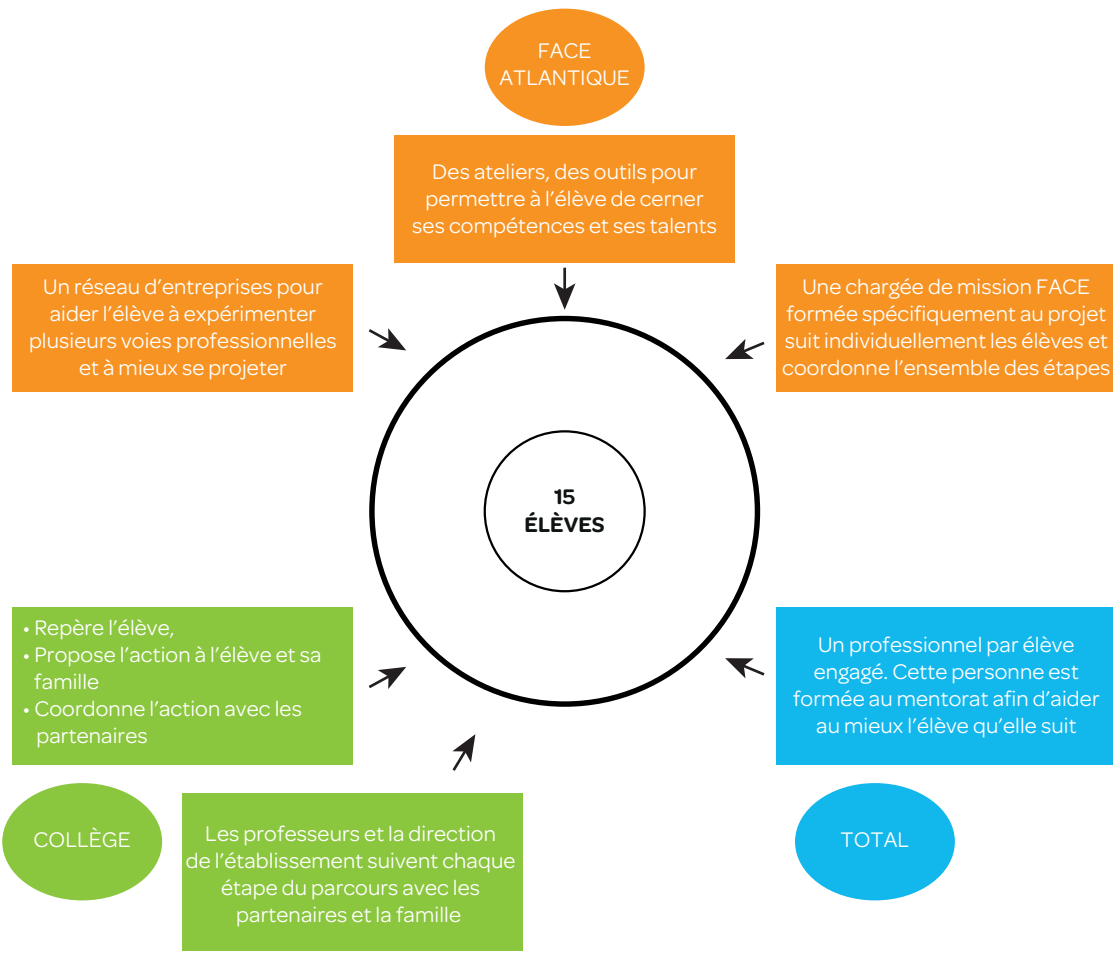 FACE
ATLANTIQUE
Des ateliers, des outils pour
permettre à l’élève de cerner
ses compétences et ses talents
Un réseau d’entreprises pour
aider l’élève à expérimenter
plusieurs voies professionnelles
et à mieux se projeter
Une chargée de mission FACE
formée spécifiquement au projet
suit individuellement les élèves et
coordonne l’ensemble des étapes
15
ÉLÈVES
• Repère l’élève,
• Propose l’action à l’élève et sa
famille
• Coordonne l’action avec les
partenaires
Un professionnel par élève
engagé. Cette personne est
formée au mentorat afin d’aider
au mieux l’élève qu’elle suit
COLLÈGE
Les professeurs et la direction
de l’établissement suivent chaque
étape du parcours avec les
partenaires et la famille
TOTAL